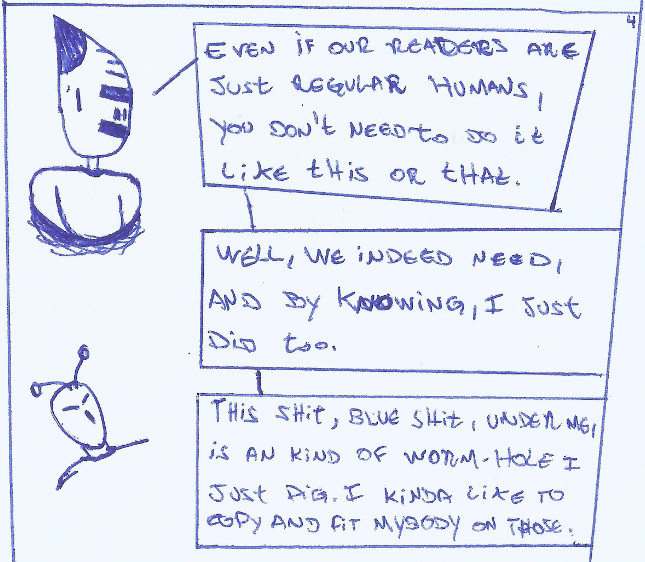 4
EVEN if OUR READERS ARE
JUST REGULAR HUMANS,
YOU DON'T NEED to DO it
LIKE tHIS OR tHAt.
WELL, WE INDEED NEED,
AND BY KNOWING, I JUST
DID too.
THIS SHit, BLUE SHit, UNDER ME,
iS AN KIND OF WORM-HOLE I
JUST DIG. I KINDA LIKE TO
COPY AND FIT MYBODY ON THOSE.